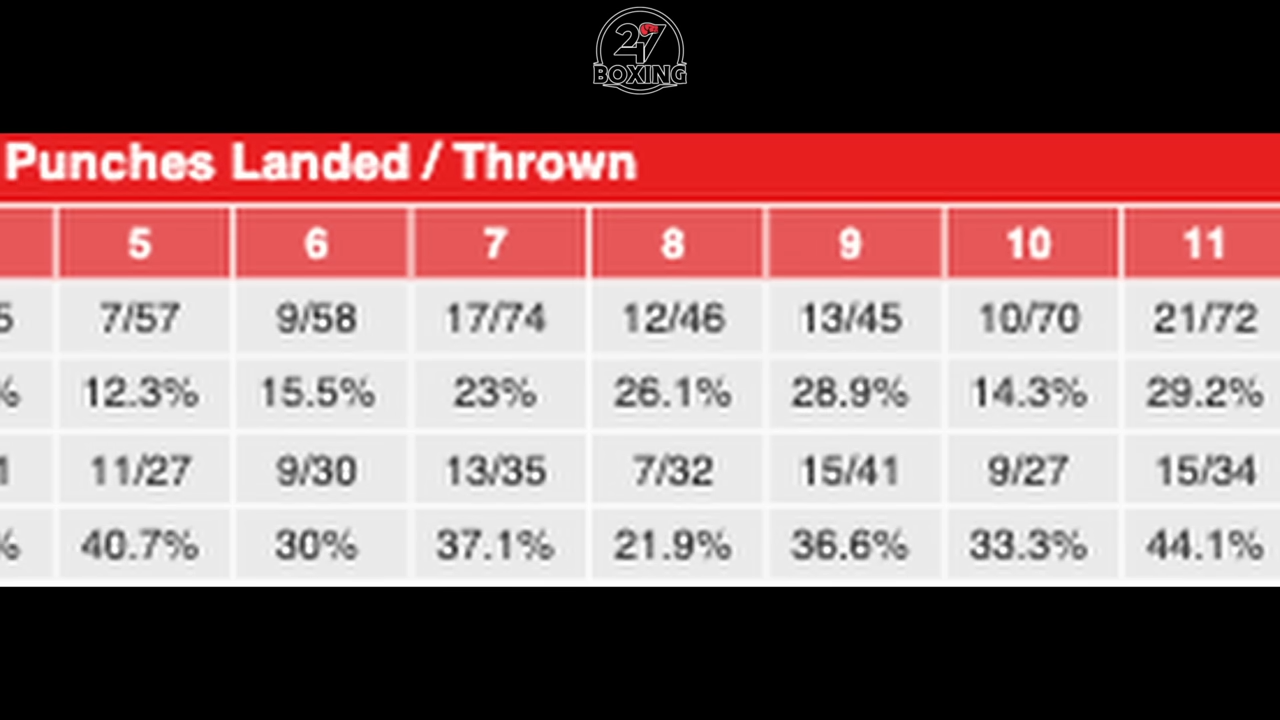 247
BOXING
Punches Landed / Thrown
5 6 7 8 9 10 11
5 7/57 9/58 17/74 12/46 13/45 10/70 21/72
% 12.3% 15.5% 23% 26.1% 28.9% 14.3% 29.2%
1 11/27 9/30 13/35 7/32 15/41 9/27 15/34
% 40.7% 30% 37.1% 21.9% 36.6% 33.3% 44.1%